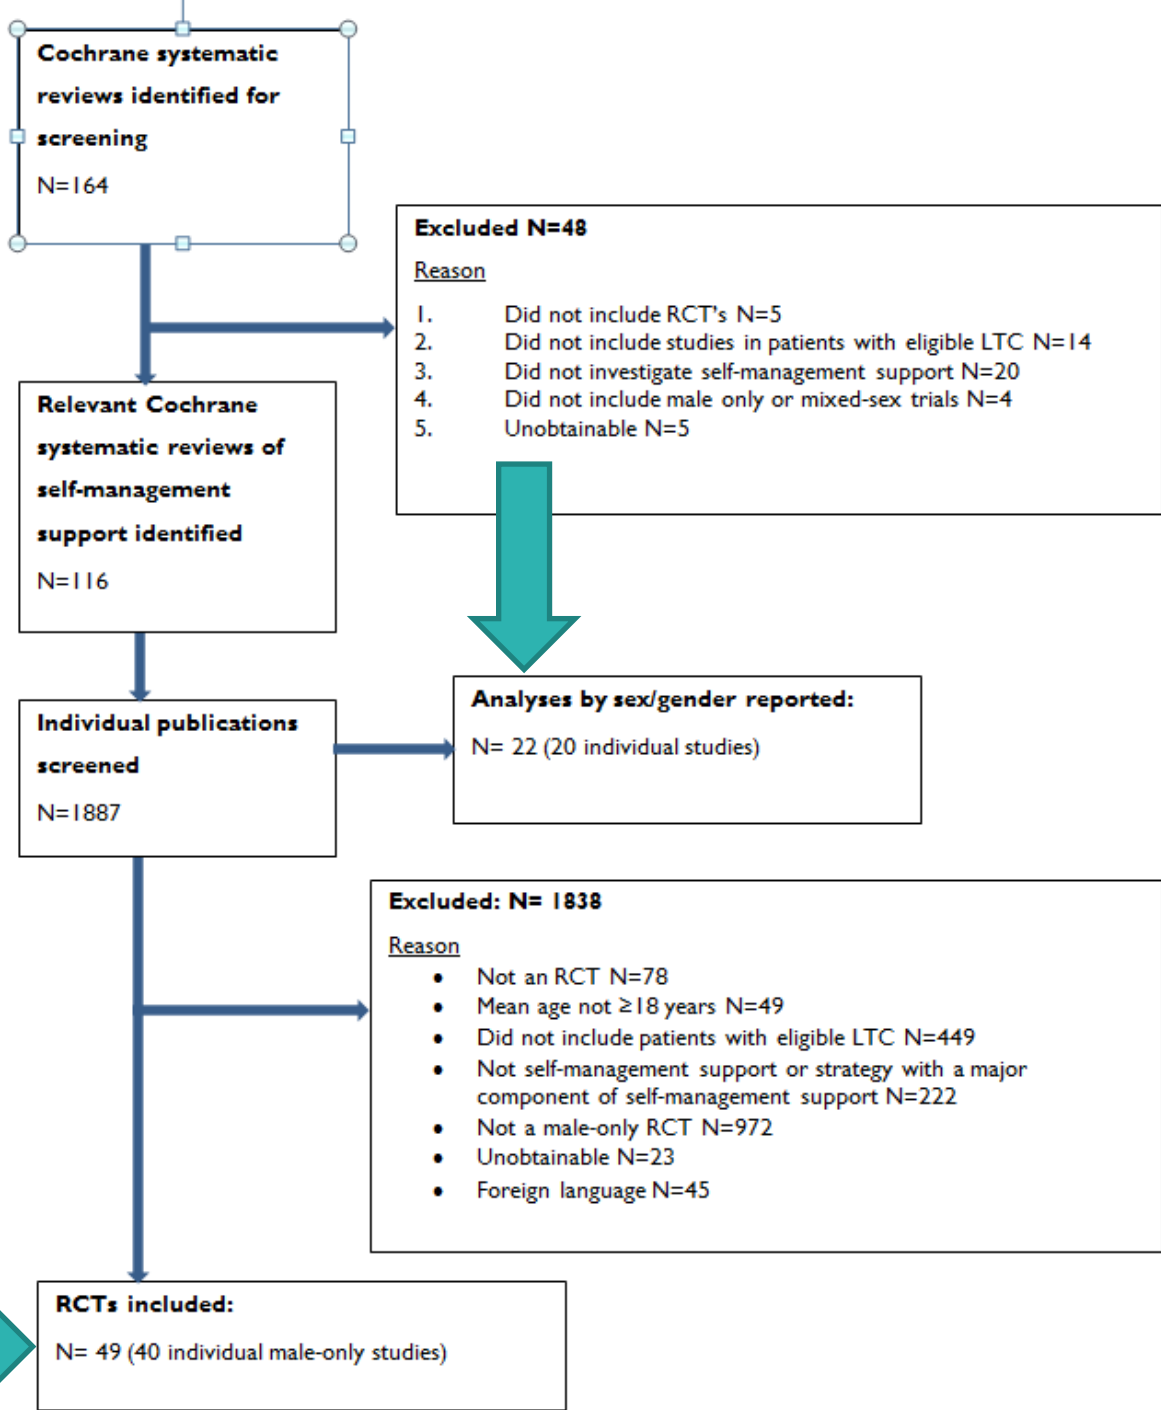 Cochrane systematic
reviews identified for
screening
N=164
Excluded N=48
Reason
1. Did not include RCT's N=5
2. Did not include studies in patients with eligible LTC N=14
3. Did not investigate self-management support N=20
4. Did not include male only or mixed-sex trials N=4
5. Unobtainable N=5
Relevant Cochrane
systematic reviews of
self-management
support identified
N=116
Individual publications
screened
N=1887
Analyses by sex/gender reported:
N= 22 (20 individual studies)
Excluded: N= 1838
Reason
• Not an RCT N=78
• Mean age not ≥18 years N=49
• Did not include patients with eligible LTC N=449
• Not self-management support or strategy with a major
component of self-management support N=222
• Not a male-only RCT N=972
• Unobtainable N=23
• Foreign language N=45
RCTs included:
N= 49 (40 individual male-only studies)